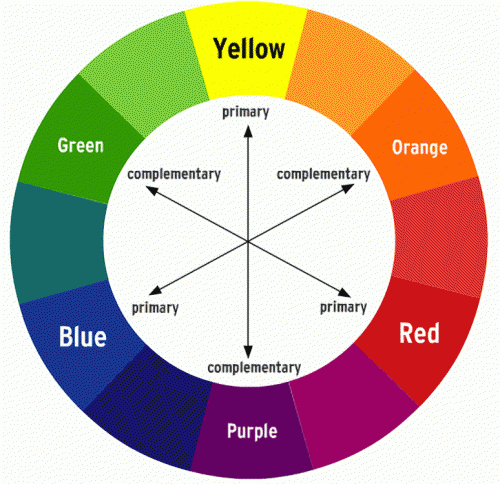 Yellow
primary
Green
Orange
complementary
complementary
primary
primary
Blue
Red
complementary
Purple